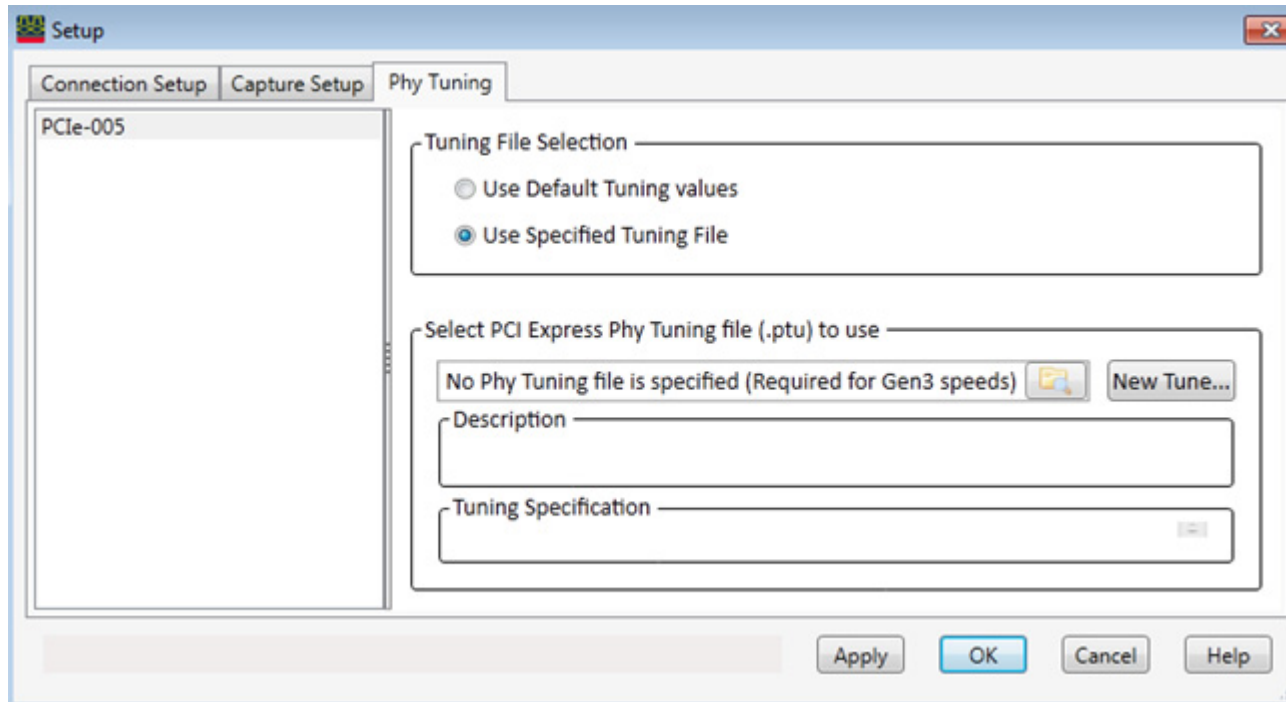 Setup
Connection Setup Capture Setup Phy Tuning
PCIe-005
Tuning File Selection
Use Default Tuning values
Use Specified Tuning File
Select PCI Express Phy Tuning file (.ptu) to use
No Phy Tuning file is specified (Required for Gen3 speeds) New Tune...
Description
Tuning Specification
Apply OK Cancel Help